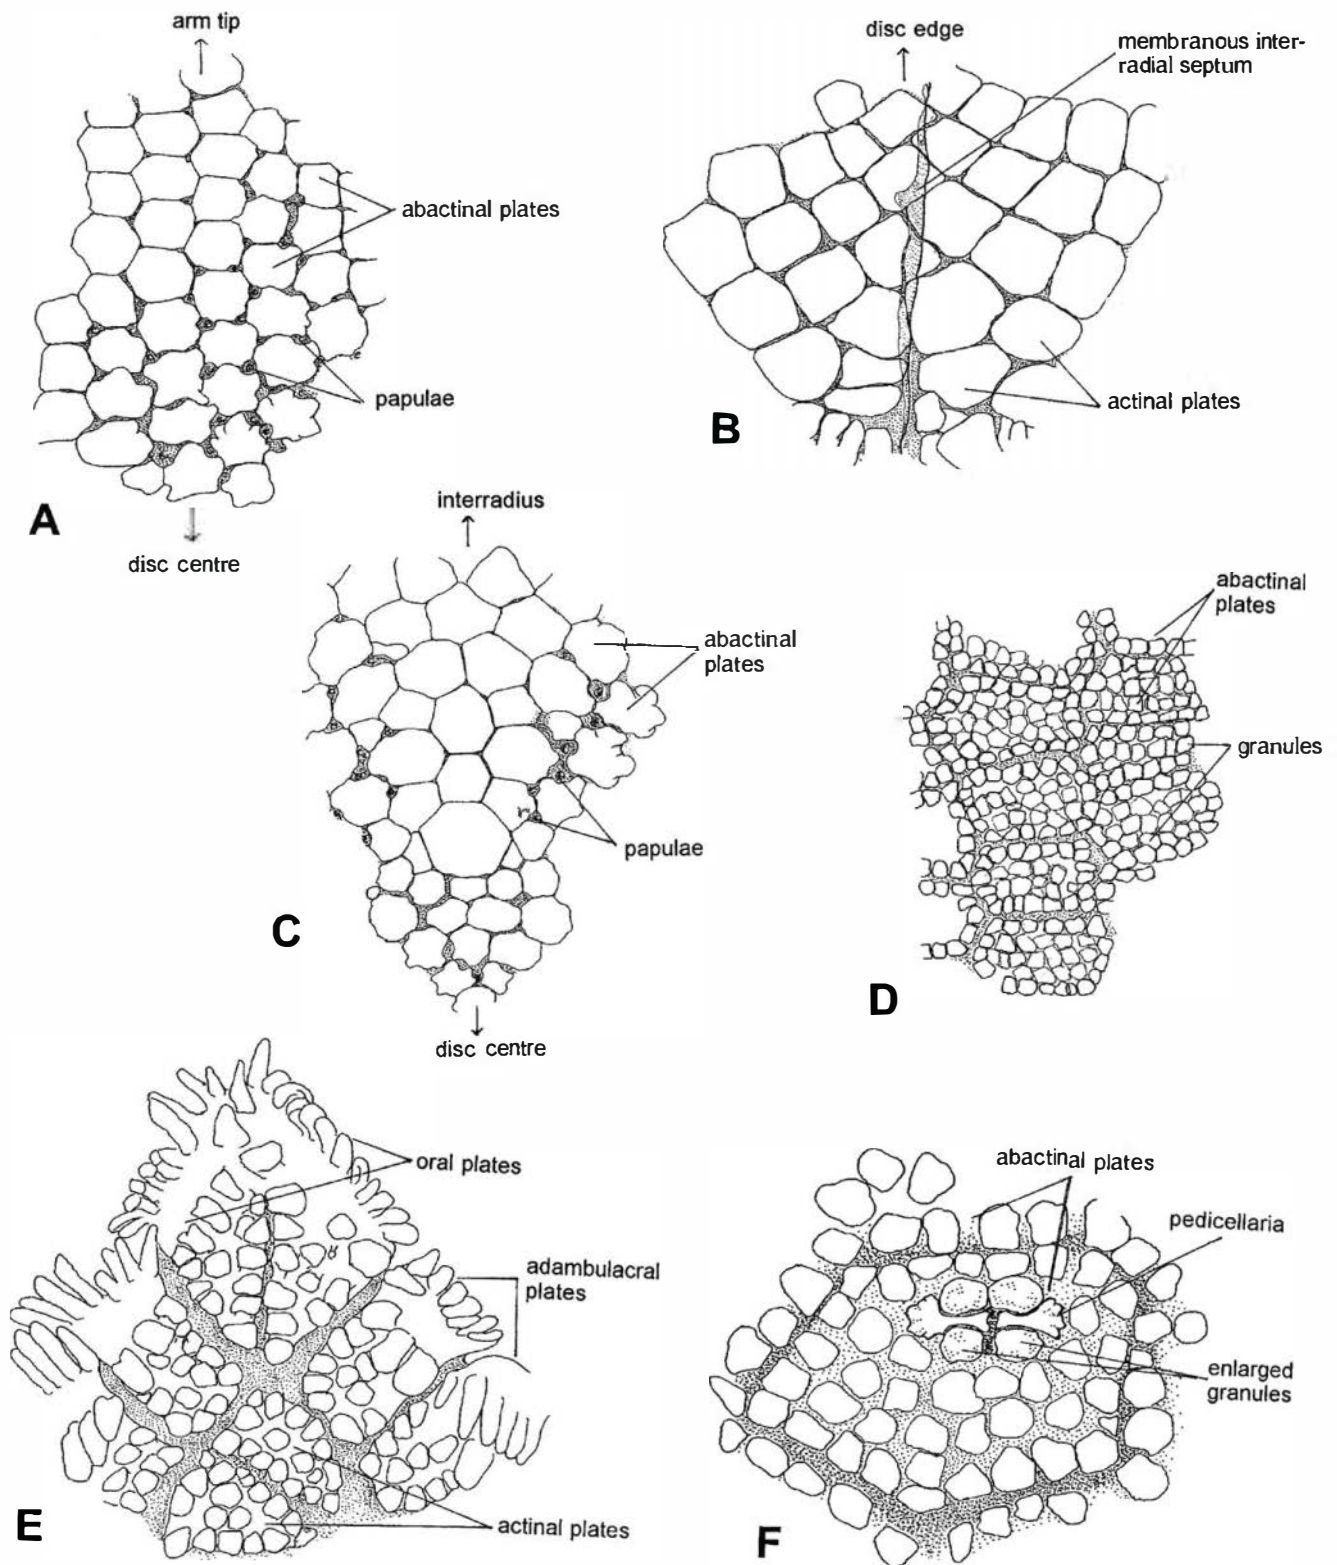 arm tip
abactinal plates
papulae
A
disc centre
disc edge
membranous inter-
radial septum
actinal plates
B
interradius
abactinal
plates
papulae
C
disc centre
abactinal
plates
granules
D
oral plates
adambulacral
plates
actinal plates
E
abactinal plates
pedicellaria
enlarged
granules
F